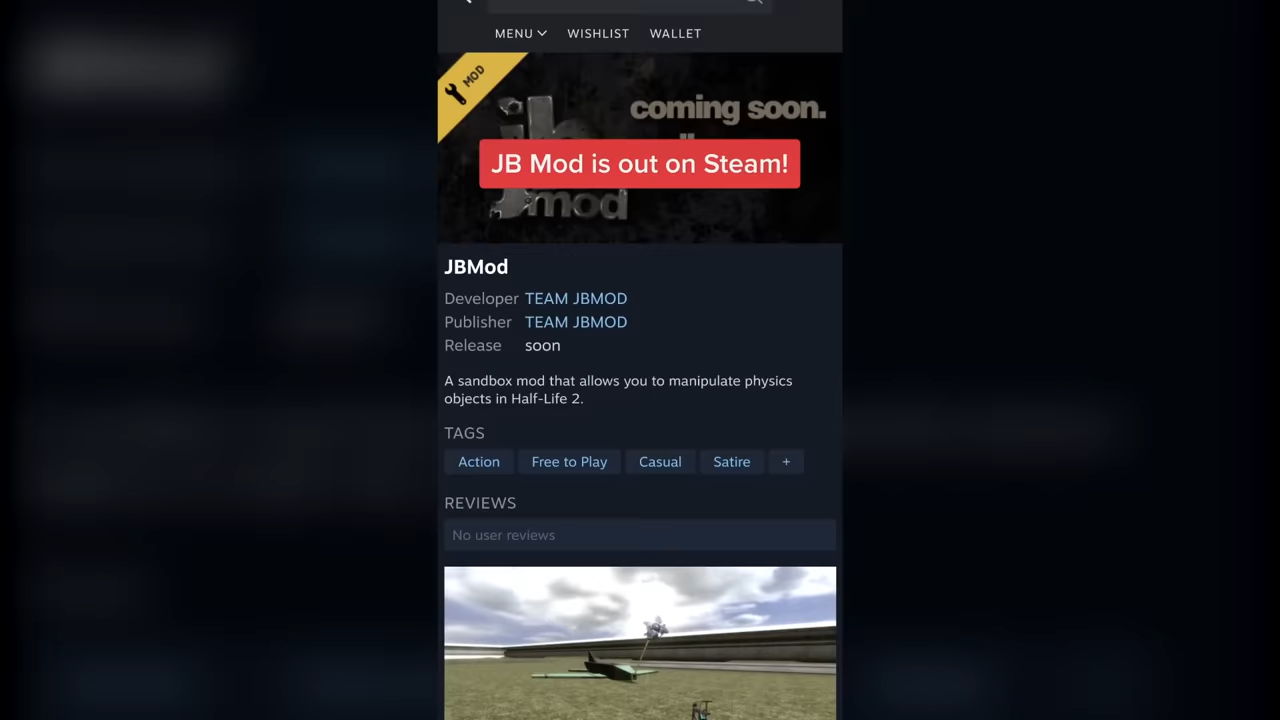 MENU WISHLIST WALLET
MOD
coming soon.
jb
JB Mod is out on Steam!
mod
JBMod
Developer TEAM JBMOD
Publisher TEAM JBMOD
Release soon
A sandbox mod that allows you to manipulate physics
objects in Half-Life 2.
TAGS
Action Free to Play Casual Satire +
REVIEWS
No user reviews